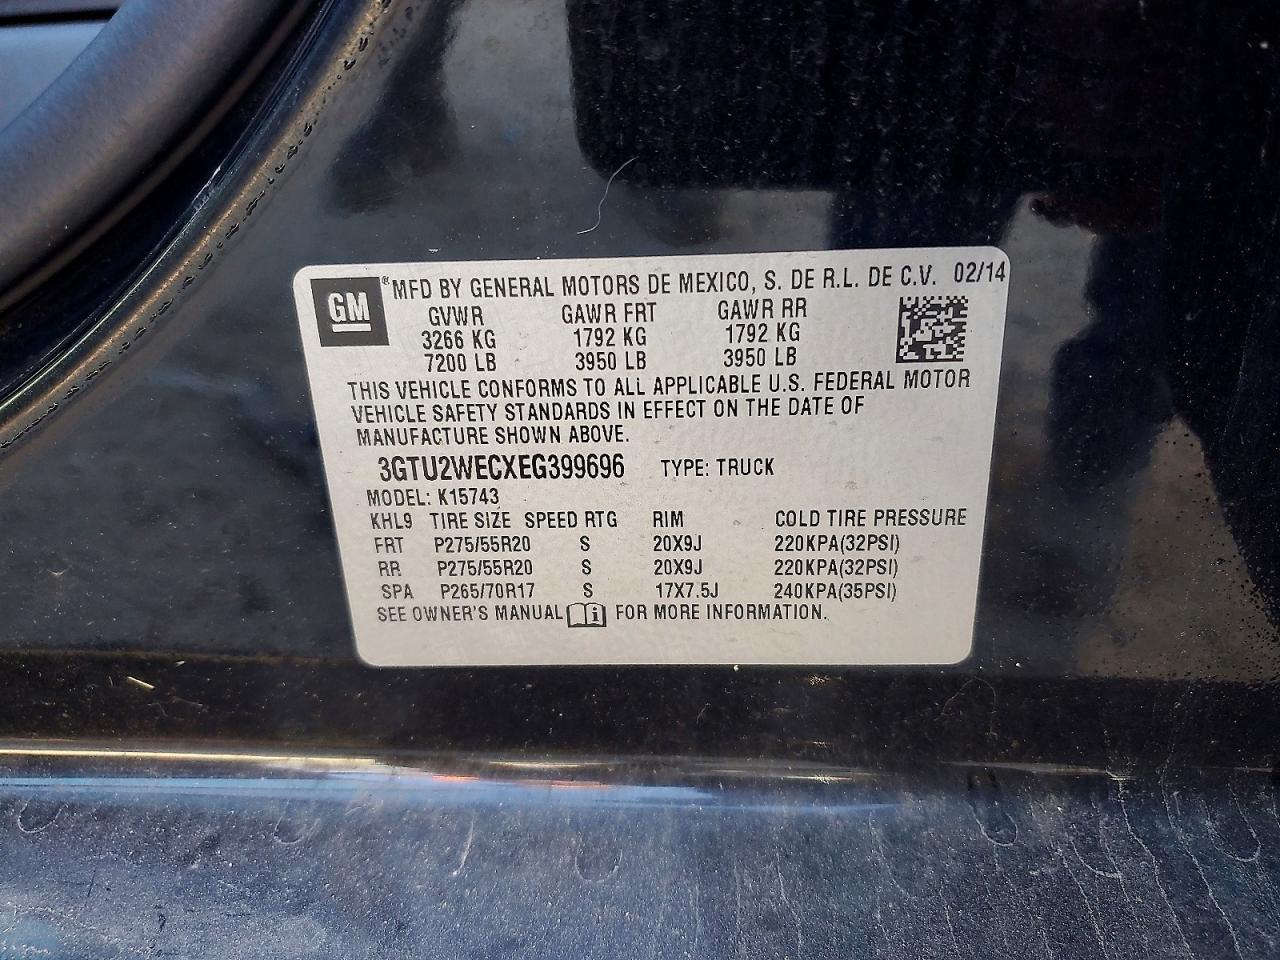 GM ® MFD BY GENERAL MOTORS DE MEXICO, S. DE R.L. DE C.V. 02/14
GVWR GAWR FRT GAWR RR
3266 KG 1792 KG 1792 KG
7200 LB 3950 LB 3950 LB
THIS VEHICLE CONFORMS TO ALL APPLICABLE U.S. FEDERAL MOTOR
VEHICLE SAFETY STANDARDS IN EFFECT ON THE DATE OF
MANUFACTURE SHOWN ABOVE.
3GTU2WECXEG399696 TYPE: TRUCK
MODEL: K15743
KHL9 TIRE SIZE SPEED RTG RIM COLD TIRE PRESSURE
FRT P275/55R20 S 20X9J 220KPA(32PSI)
RR P275/55R20 S 20X9J 220KPA(32PSI)
SPA P265/70R17 S 17X7.5J 240KPA(35PSI)
SEE OWNER'S MANUAL i FOR MORE INFORMATION.